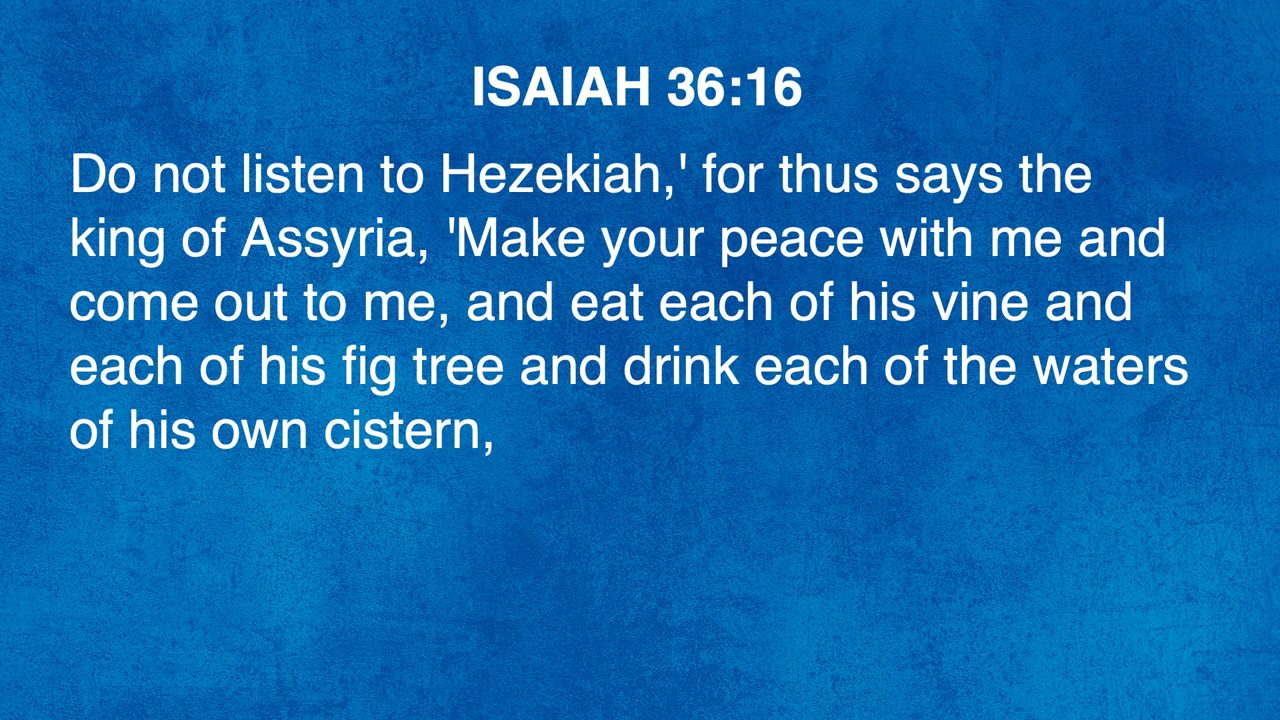 ISAIAH 36:16
Do not listen to Hezekiah,' for thus says the
king of Assyria, 'Make your peace with me and
come out to me, and eat each of his vine and
each of his fig tree and drink each of the waters
of his own cistern,